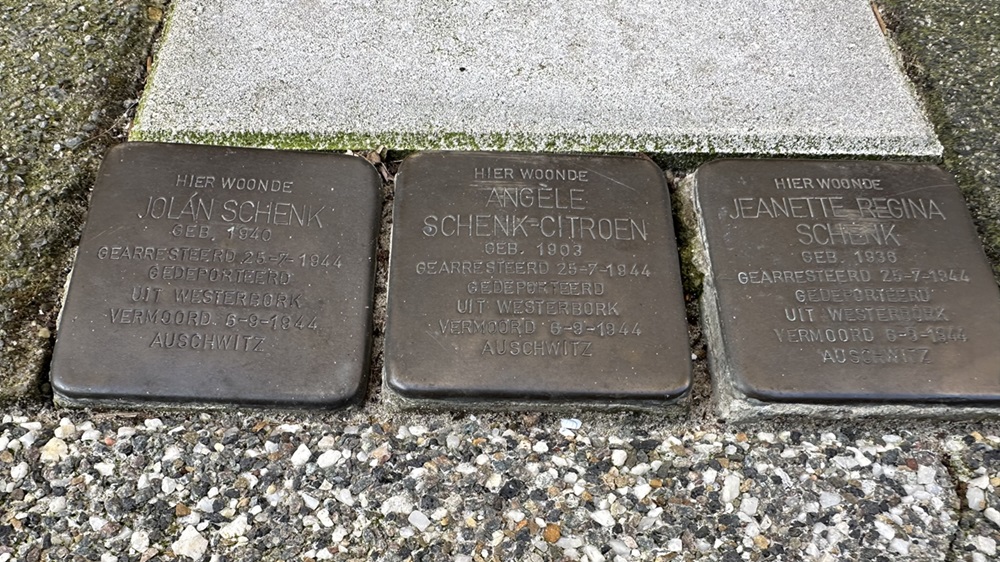 HIER WOONDE
JOLÁN SCHENK
GEB. 1940
GEARRESTEERD 25-7-1944
GEDEPORTEERD
UIT WESTERBORK
VERMOORD 6-9-1944
AUSCHWITZ
HIER WOONDE
ANGÈLE
SCHENK-CITROEN
GEB. 1903
GEARRESTEERD 25-7-1944
GEDEPORTEERD
UIT WESTERBORK
VERMOORD 6-9-1944
AUSCHWITZ
HIER WOONDE
JEANETTE REGINA
SCHENK
GEB. 1936
GEARRESTEERD 25-7-1944
GEDEPORTEERD
UIT WESTERBORK
VERMOORD 6-9-1944
AUSCHWITZ